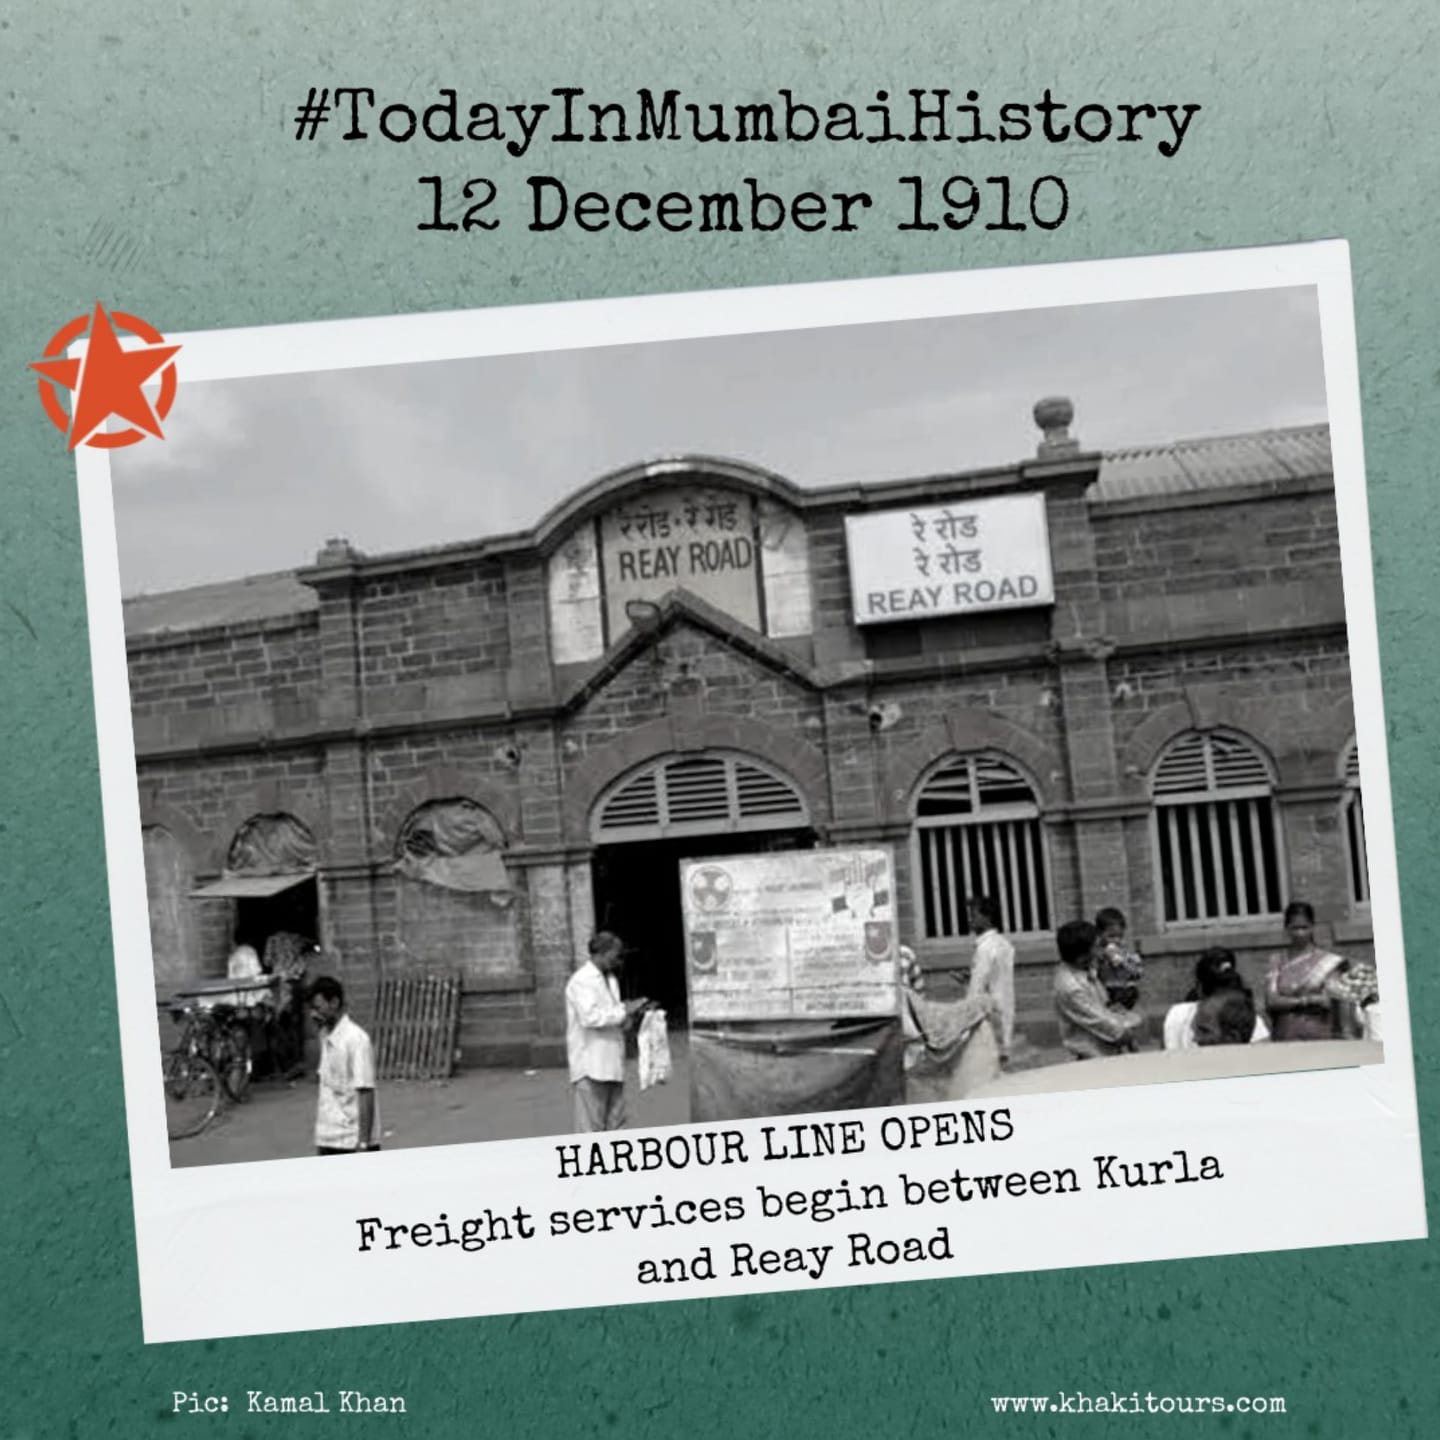 #TodayInMumbaiHistory
12 December 1910
रे रोड • रे रोड
REAY ROAD
रे रोड
रे रोड
REAY ROAD
HARBOUR LINE OPENS
Freight services begin between Kurla
and Reay Road
Pic: Kamal Khan
www.khakitours.com